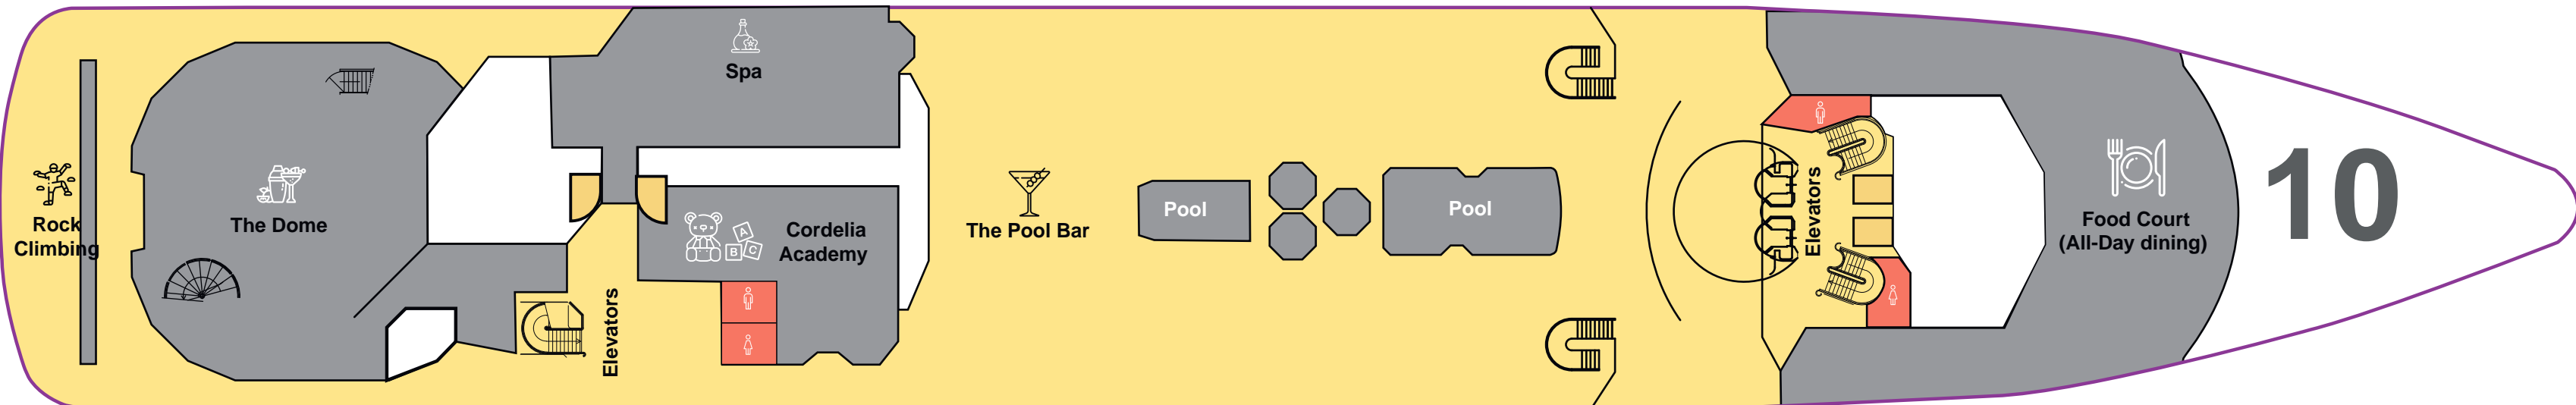 Rock
Climbing
The Dome
Spa
Elevators
A
B C
Cordelia
Academy
The Pool Bar
Pool
Pool
Elevators
Food Court
(All-Day dining)
10